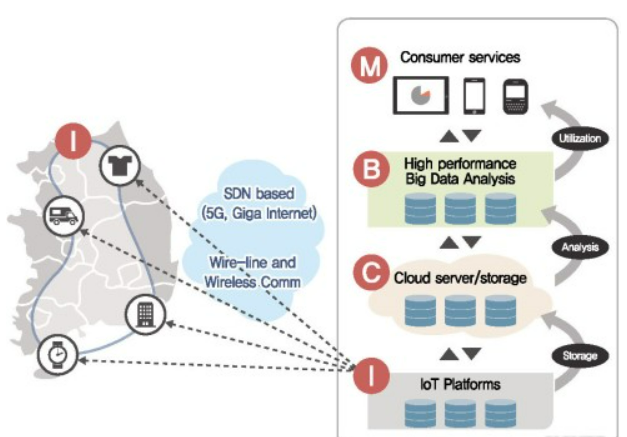 M
Consumer services
Utilization
I
B
High performance
Big Data Analysis
SDN based
(5G, Giga Internet)
Analysis
Wire-line and
Wireless Comm
C
Cloud server/storage
Storage
I
IoT Platforms